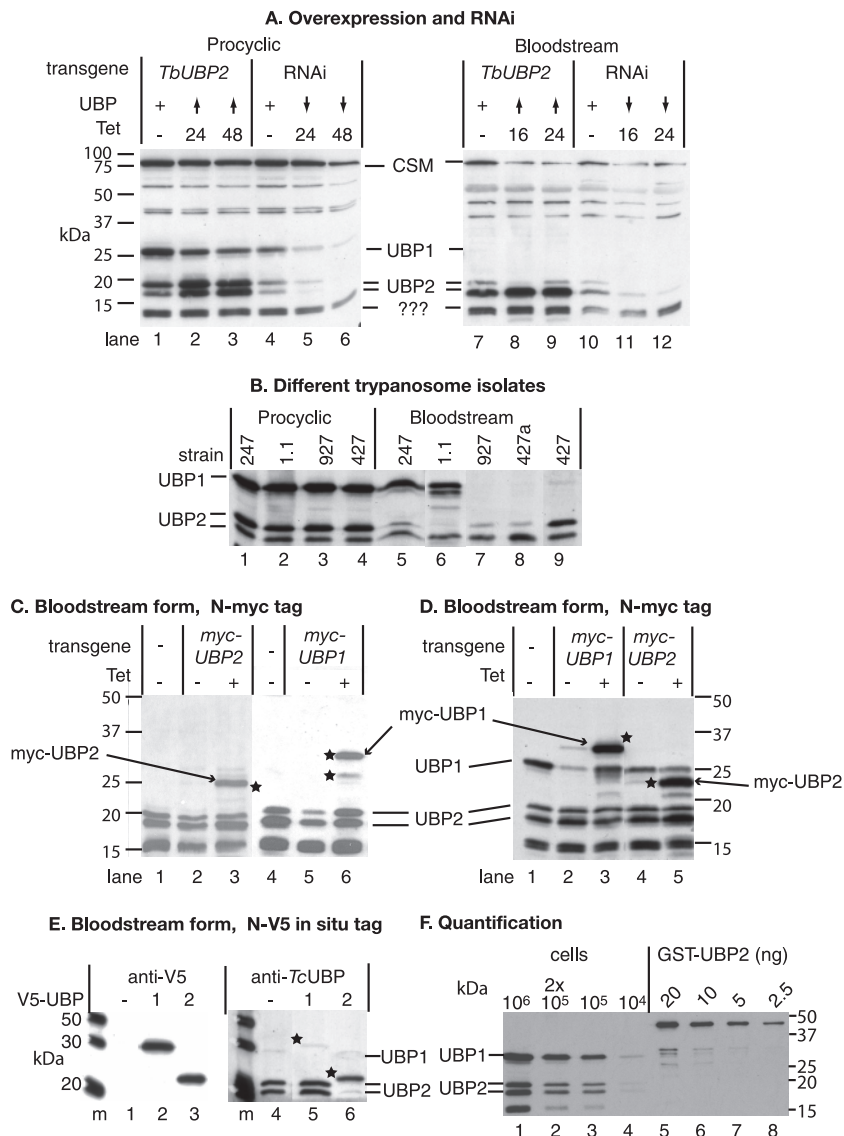 A. Overexpression and RNAi
Procyclic Bloodstream
transgene TbUBP2 RNAi TbUBP2 RNAi
UBP + ↑ ↑ + ↓ ↓ + ↑ ↑ + ↓ ↓
Tet - 24 48 - 24 48 - 16 24 - 16 24
100
75
50
37
kDa
25
20
15
CSM
UBP1
UBP2
???
lane 1 2 3 4 5 6 7 8 9 10 11 12
B. Different trypanosome isolates
Procyclic Bloodstream
strain 247 1.1 927 427 247 1.1 927 427a 427
UBP1
UBP2
1 2 3 4 5 6 7 8 9
C. Bloodstream form, N-myc tag
transgene - myc-UBP2 - myc-UBP1
Tet - - + - - +
50
37
25
20
15
myc-UBP2
lane 1 2 3 4 5 6
D. Bloodstream form, N-myc tag
transgene - myc-UBP1 myc-UBP2
Tet - - + - +
myc-UBP1
UBP1
UBP2
50
37
25
20
15
myc-UBP2
lane 1 2 3 4 5
E. Bloodstream form, N-V5 in situ tag
anti-V5 anti-TcUBP
V5-UBP - 1 2 - 1 2
50
30
kDa
20
UBP1
UBP2
m 1 2 3 m 4 5 6
F. Quantification
cells GST-UBP2 (ng)
kDa 10⁶ 2x 10⁵ 10⁵ 10⁴ 20 10 5 2.5
UBP1
UBP2
50
37
25
20
15
1 2 3 4 5 6 7 8